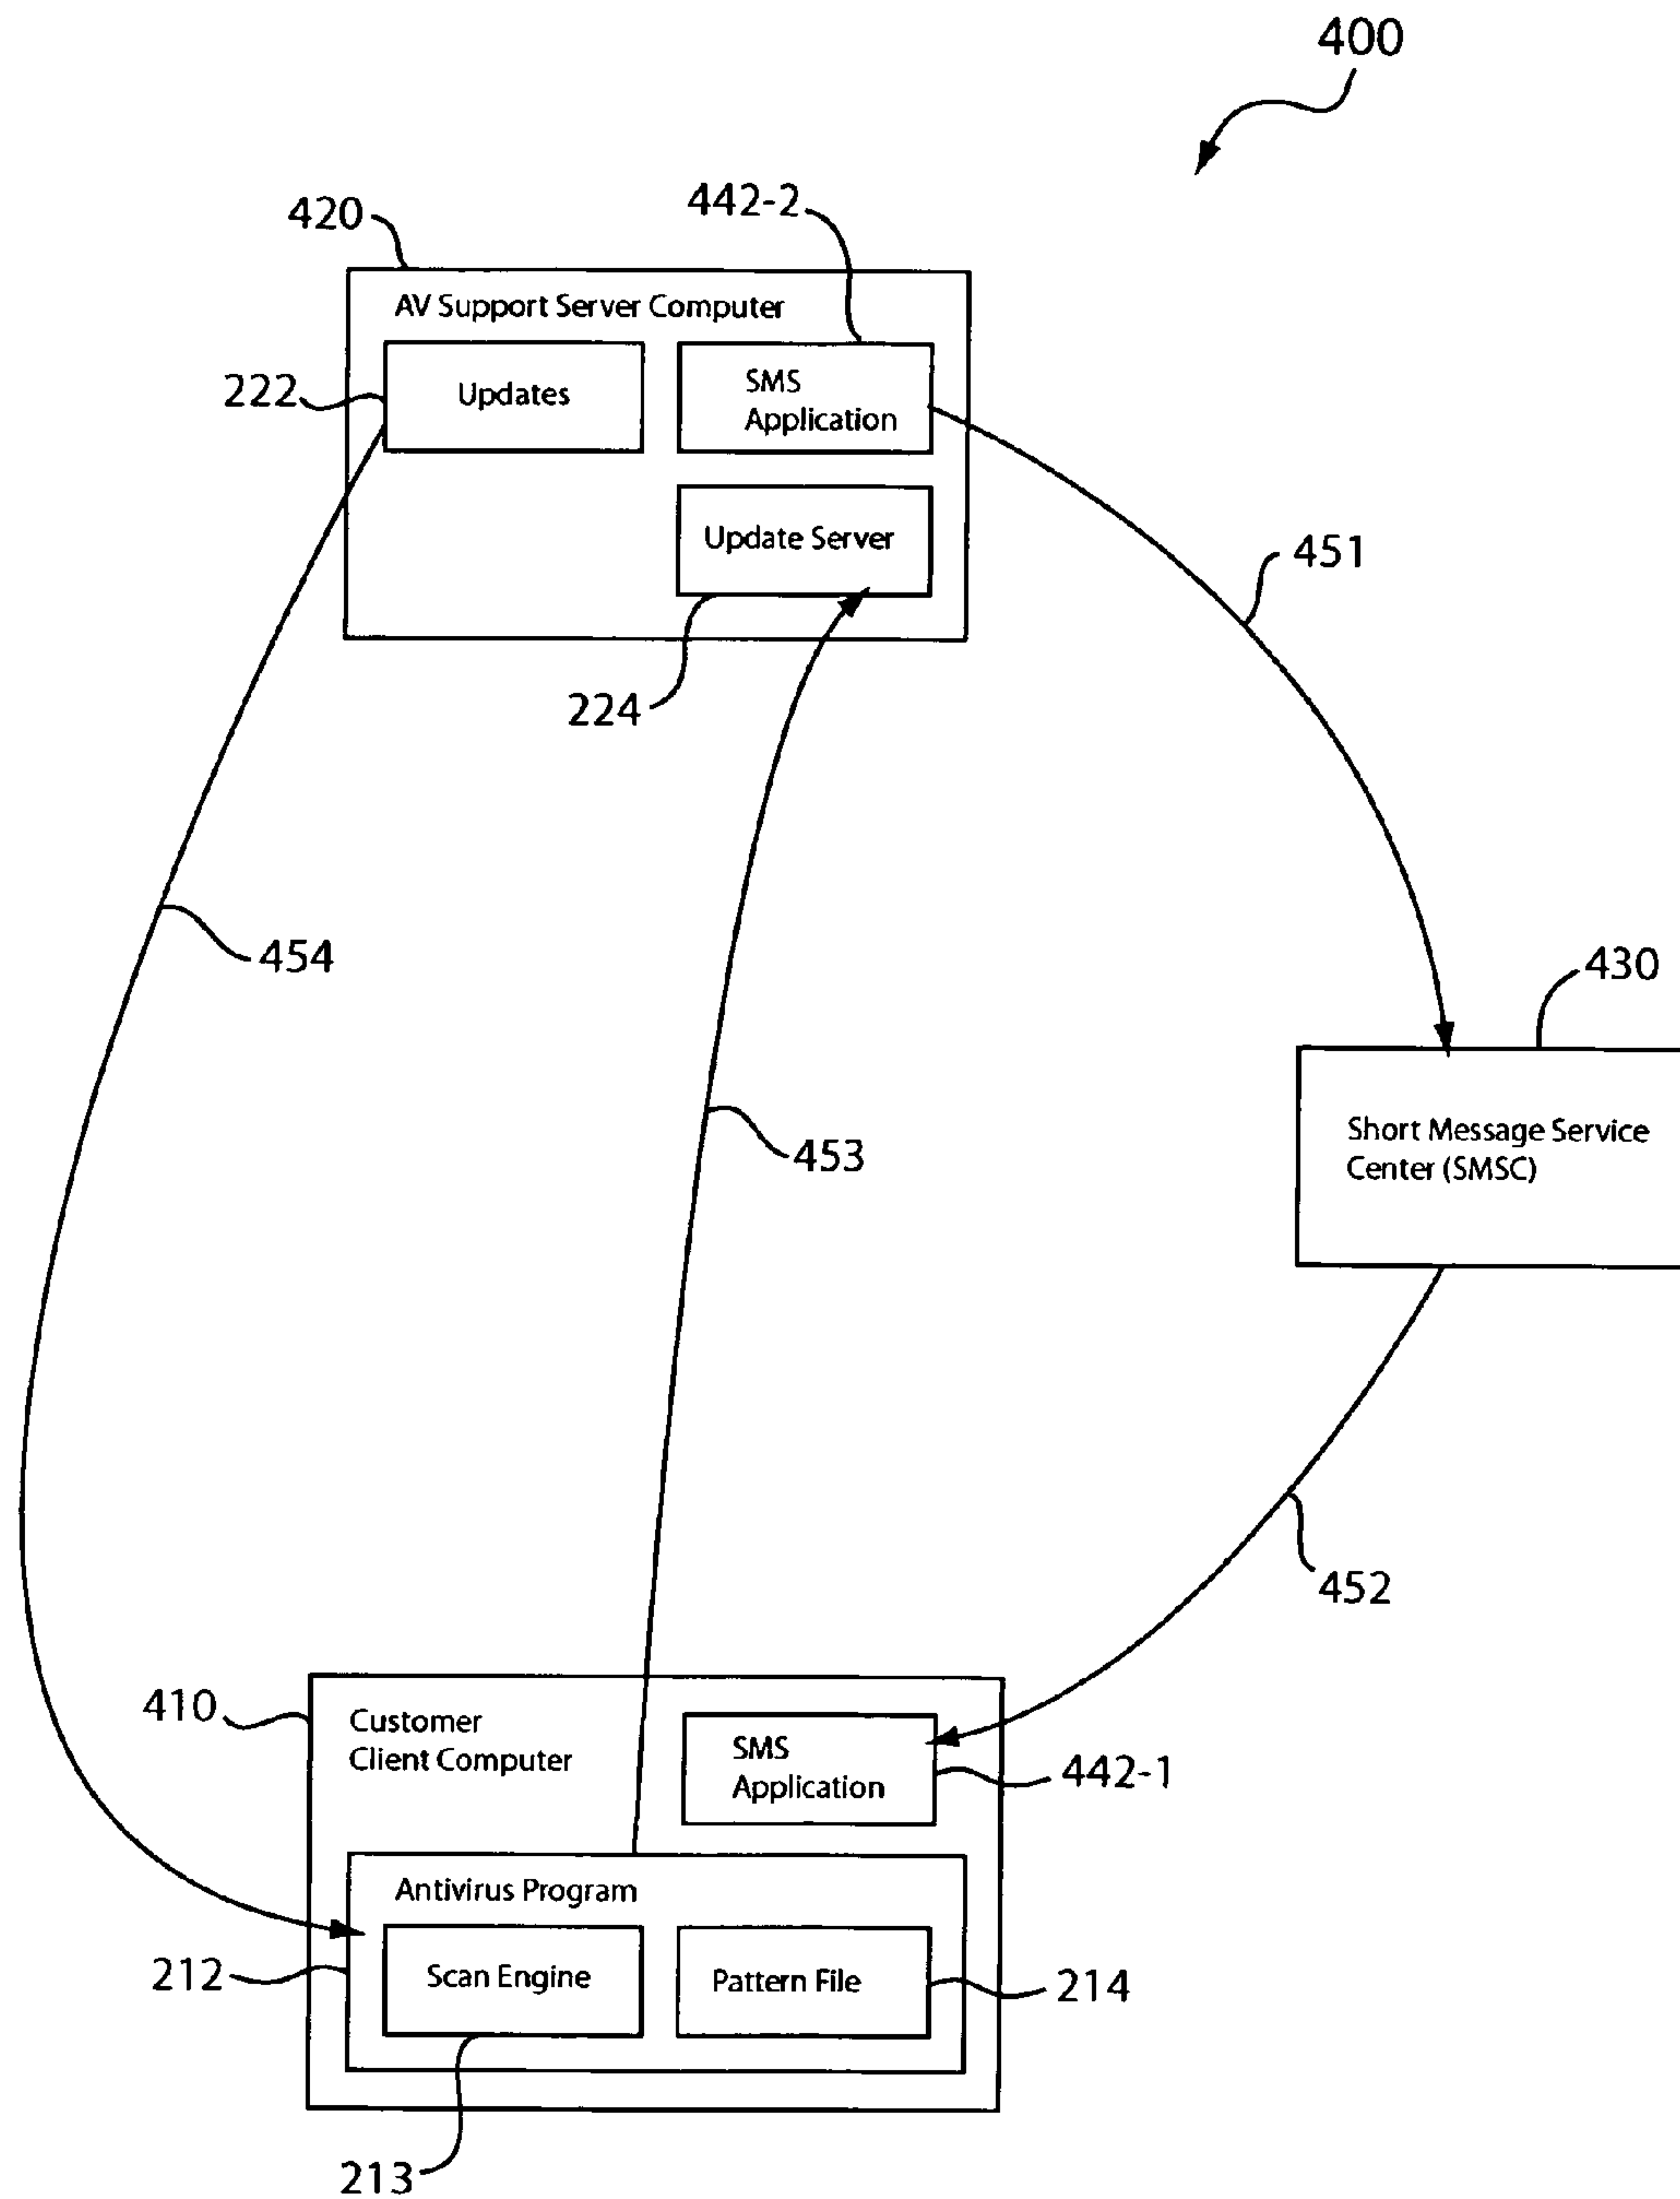 400
420
442-2
AV Support Server Computer
222
Updates
SMS
Application
Update Server
451
224
454
430
453
Short Message Service
Center (SMSC)
452
410
Customer
Client Computer
SMS
Application
442-1
Antivirus Program
212
Scan Engine
Pattern File
214
213